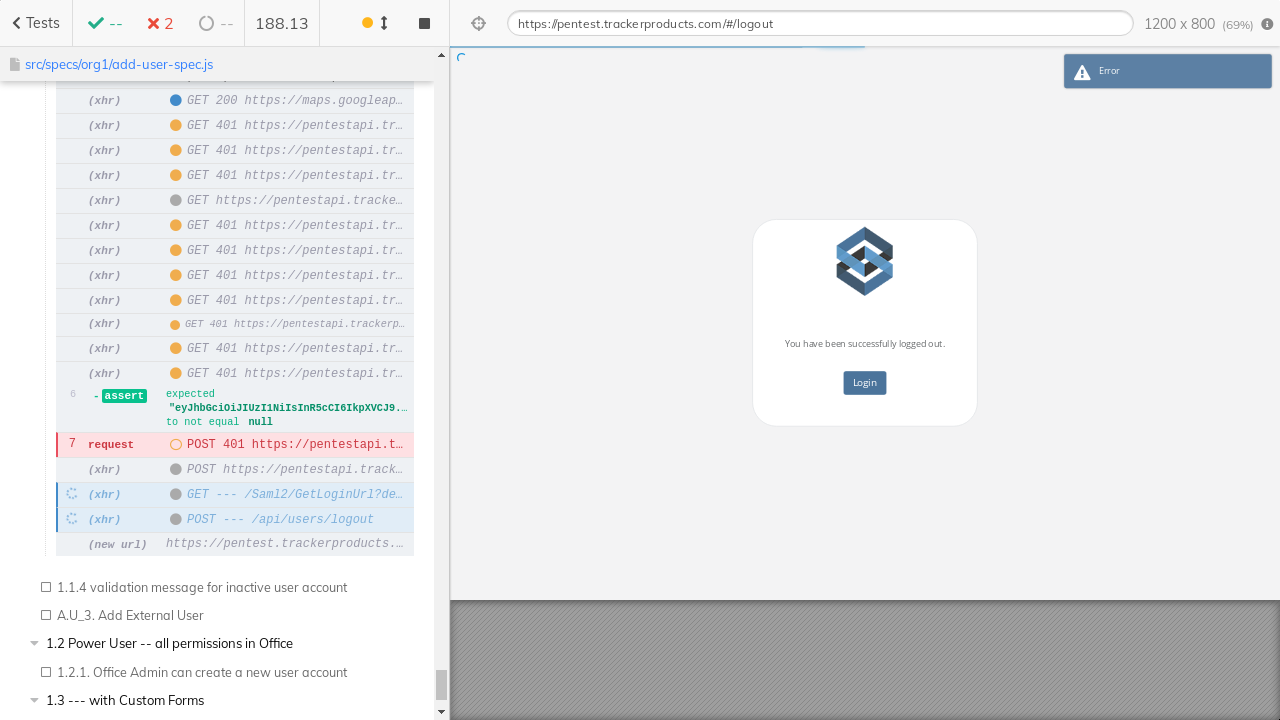 Tests
--
2
--
188.13
https://pentest.trackerproducts.com/#/logout
1200 x 800 (69%)
src/specs/org1/add-user-spec.js
Error
(xhr) GET 200 https://maps.googleap…
(xhr) GET 401 https://pentestapi.tr…
(xhr) GET 401 https://pentestapi.tr…
(xhr) GET 401 https://pentestapi.tr…
(xhr) GET https://pentestapi.tracke…
(xhr) GET 401 https://pentestapi.tr…
(xhr) GET 401 https://pentestapi.tr…
(xhr) GET 401 https://pentestapi.tr…
(xhr) GET 401 https://pentestapi.tr…
(xhr) GET 401 https://pentestapi.trackerp…
(xhr) GET 401 https://pentestapi.tr…
(xhr) GET 401 https://pentestapi.tr…
6 -assert expected
"eyJhbGciOiJIUzI1NiIsInR5cCI6IkpXVCJ9.…
to not equal null
7 request POST 401 https://pentestapi.t…
(xhr) POST https://pentestapi.track…
(xhr) GET --- /Saml2/GetLoginUrl?de…
(xhr) POST --- /api/users/logout
(new url) https://pentest.trackerproducts.…
1.1.4 validation message for inactive user account
A.U_3. Add External User
1.2 Power User -- all permissions in Office
1.2.1. Office Admin can create a new user account
1.3 --- with Custom Forms
You have been successfully logged out.
Login